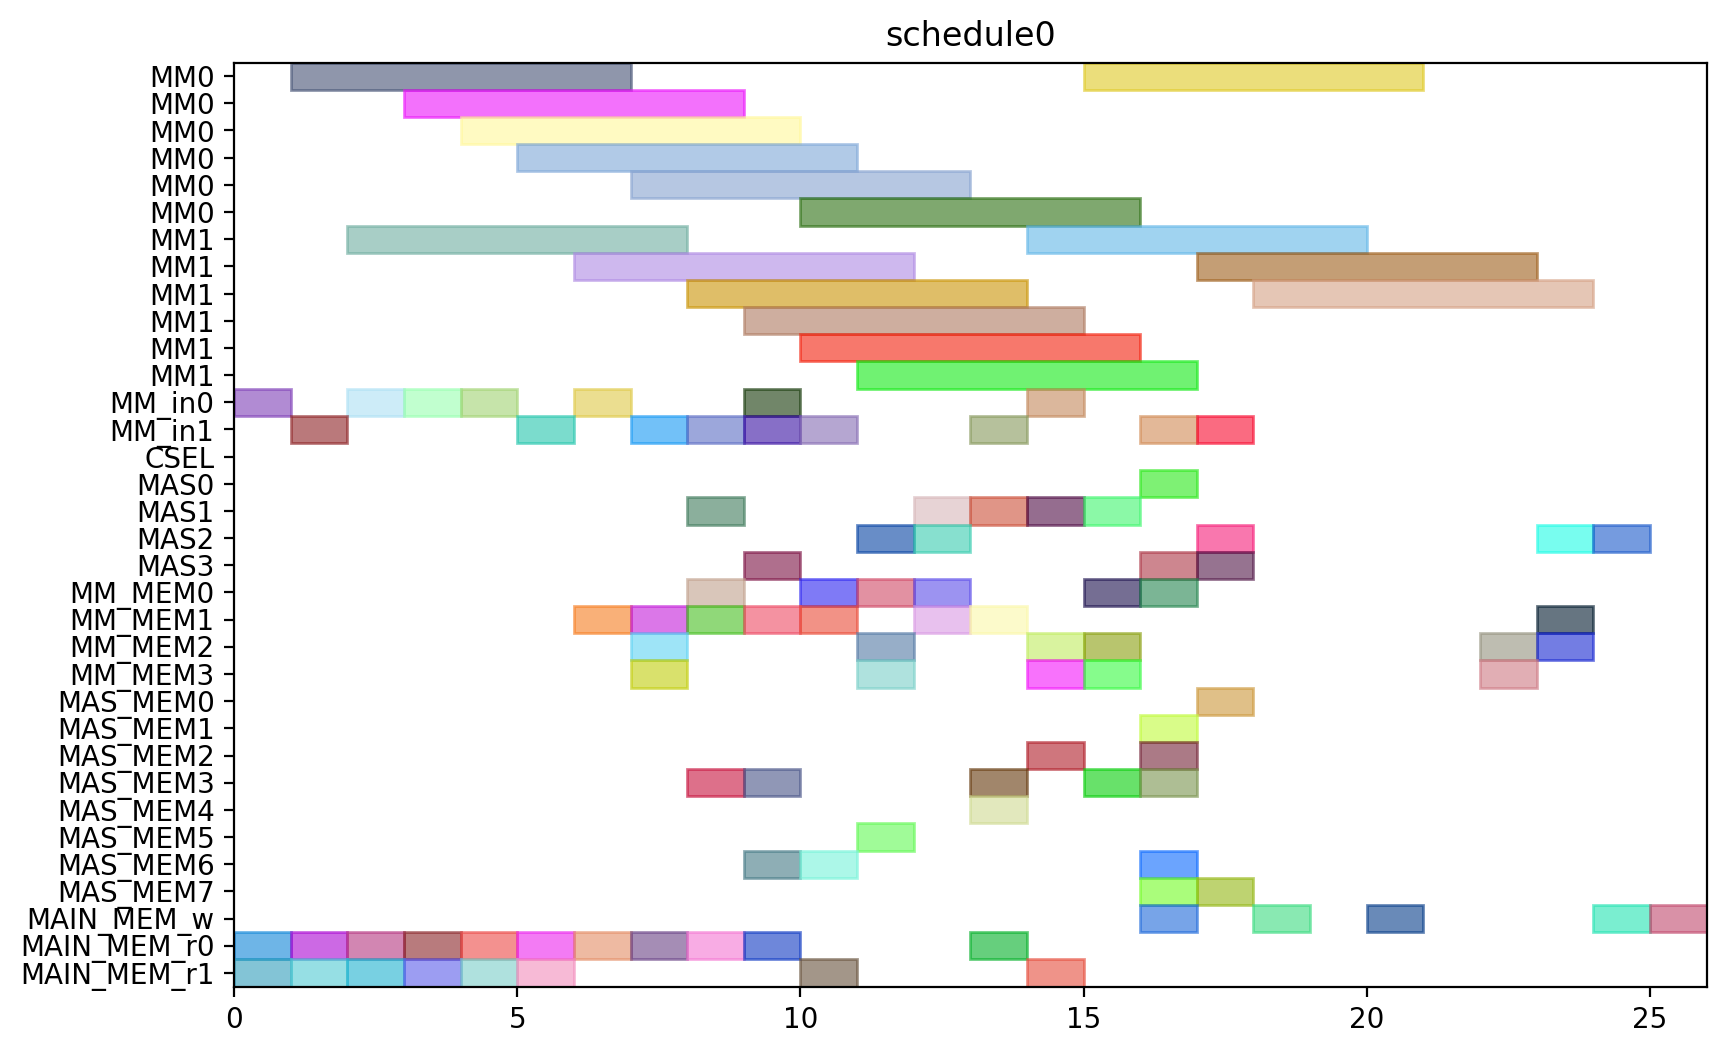 schedule0
MM0
MM0
MM0
MM0
MM0
MM0
MM1
MM1
MM1
MM1
MM1
MM1
MM_in0
MM_in1
CSEL
MAS0
MAS1
MAS2
MAS3
MM_MEM0
MM_MEM1
MM_MEM2
MM_MEM3
MAS_MEM0
MAS_MEM1
MAS_MEM2
MAS_MEM3
MAS_MEM4
MAS_MEM5
MAS_MEM6
MAS_MEM7
MAIN_MEM_w
MAIN_MEM_r0
MAIN_MEM_r1
0 5 10 15 20 25